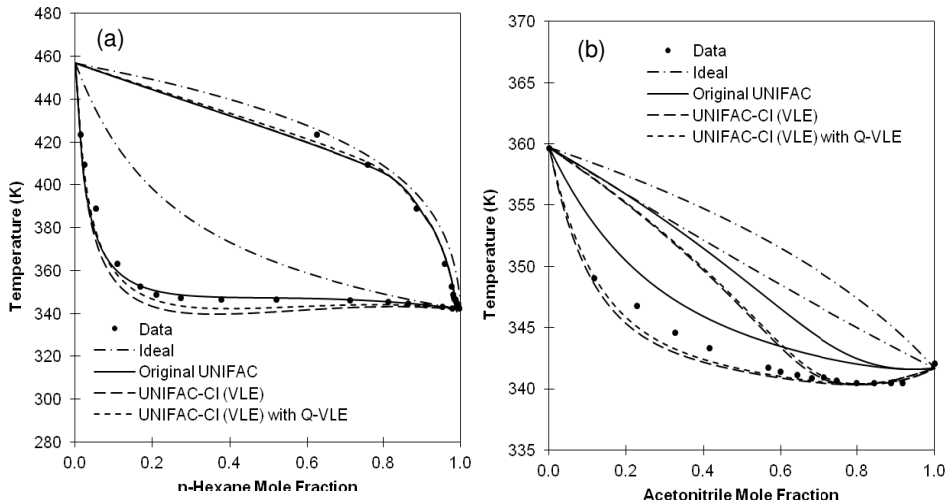 480
460
440
420
400
380
360
340
320
300
280
Temperature (K)
(a)
Data
Ideal
Original UNIFAC
UNIFAC-CI (VLE)
UNIFAC-CI (VLE) with Q-VLE
0.0 0.2 0.4 0.6 0.8 1.0
n-Hexane Mole Fraction
370
365
360
355
350
345
340
335
Temperature (K)
(b)
Data
Ideal
Original UNIFAC
UNIFAC-CI (VLE)
UNIFAC-CI (VLE) with Q-VLE
0.0 0.2 0.4 0.6 0.8 1.0
Acetonitrile Mole Fraction